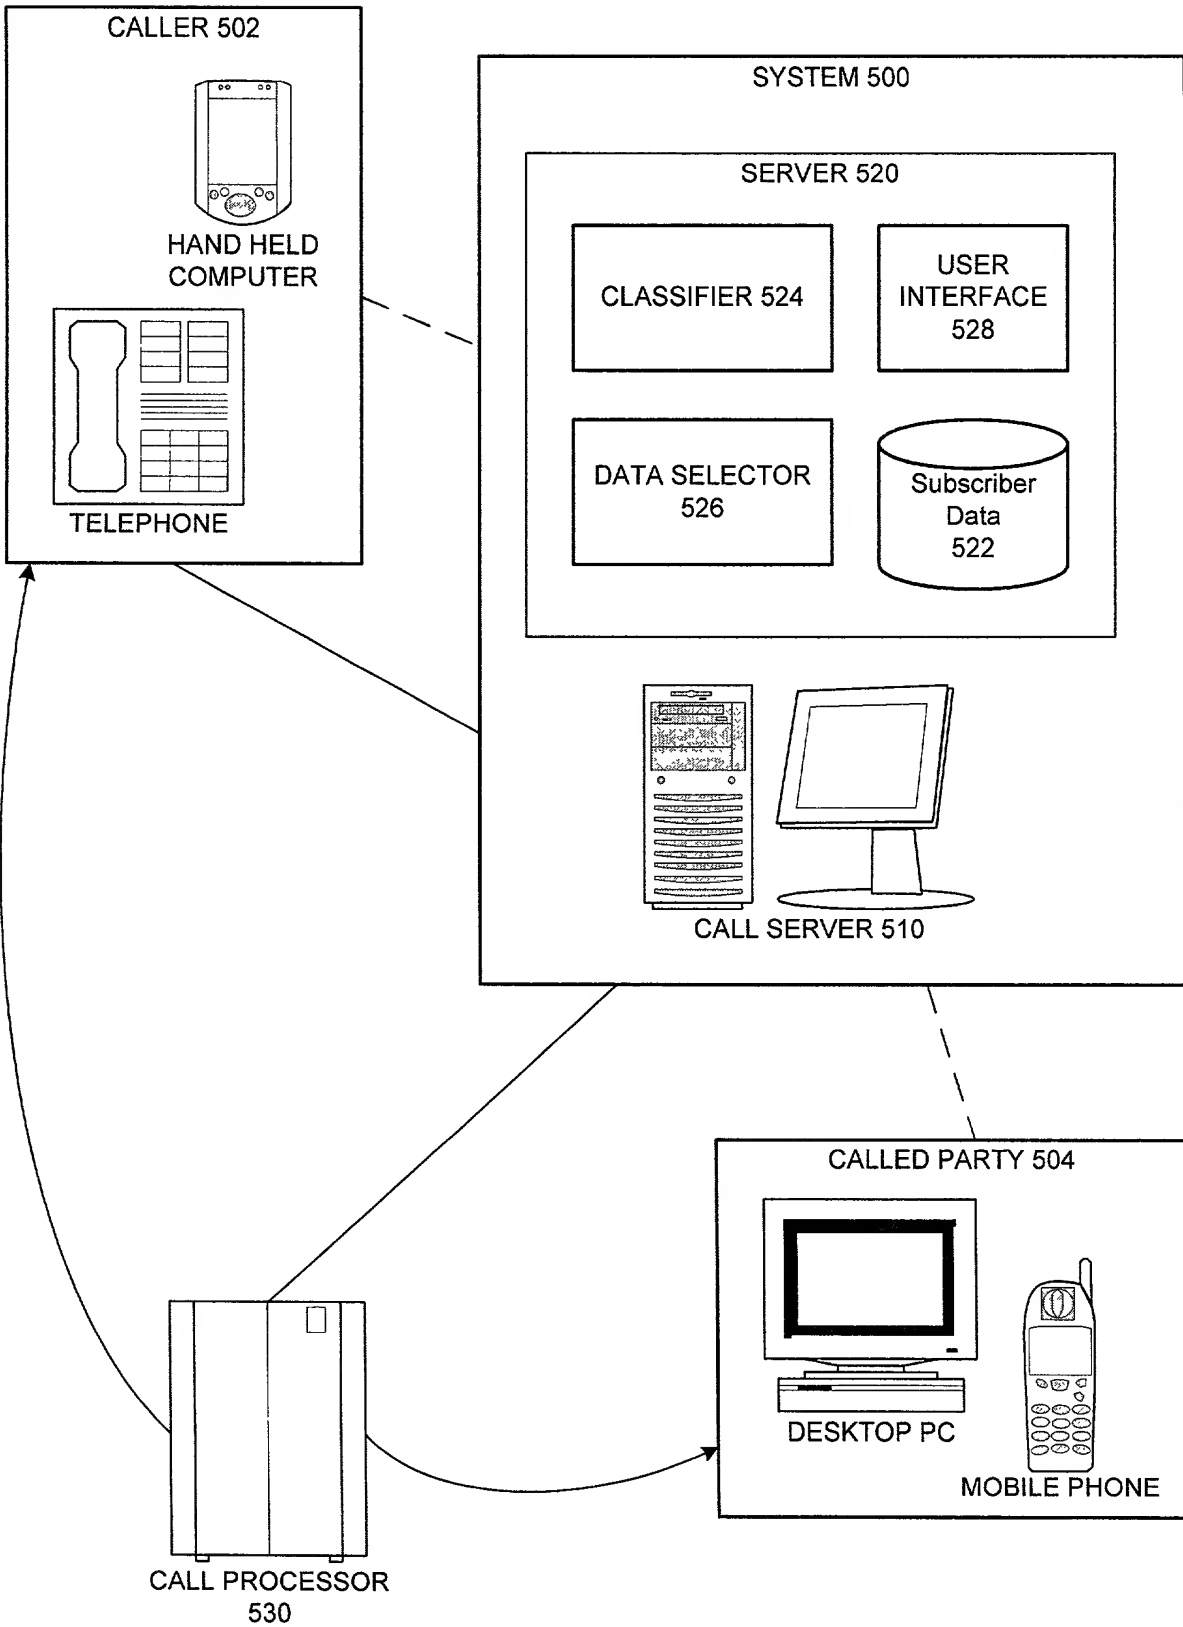 CALLER 502
HAND HELD
COMPUTER
TELEPHONE
SYSTEM 500
SERVER 520
CLASSIFIER 524
USER
INTERFACE
528
DATA SELECTOR
526
Subscriber
Data
522
CALL SERVER 510
CALLED PARTY 504
DESKTOP PC
MOBILE PHONE
CALL PROCESSOR
530